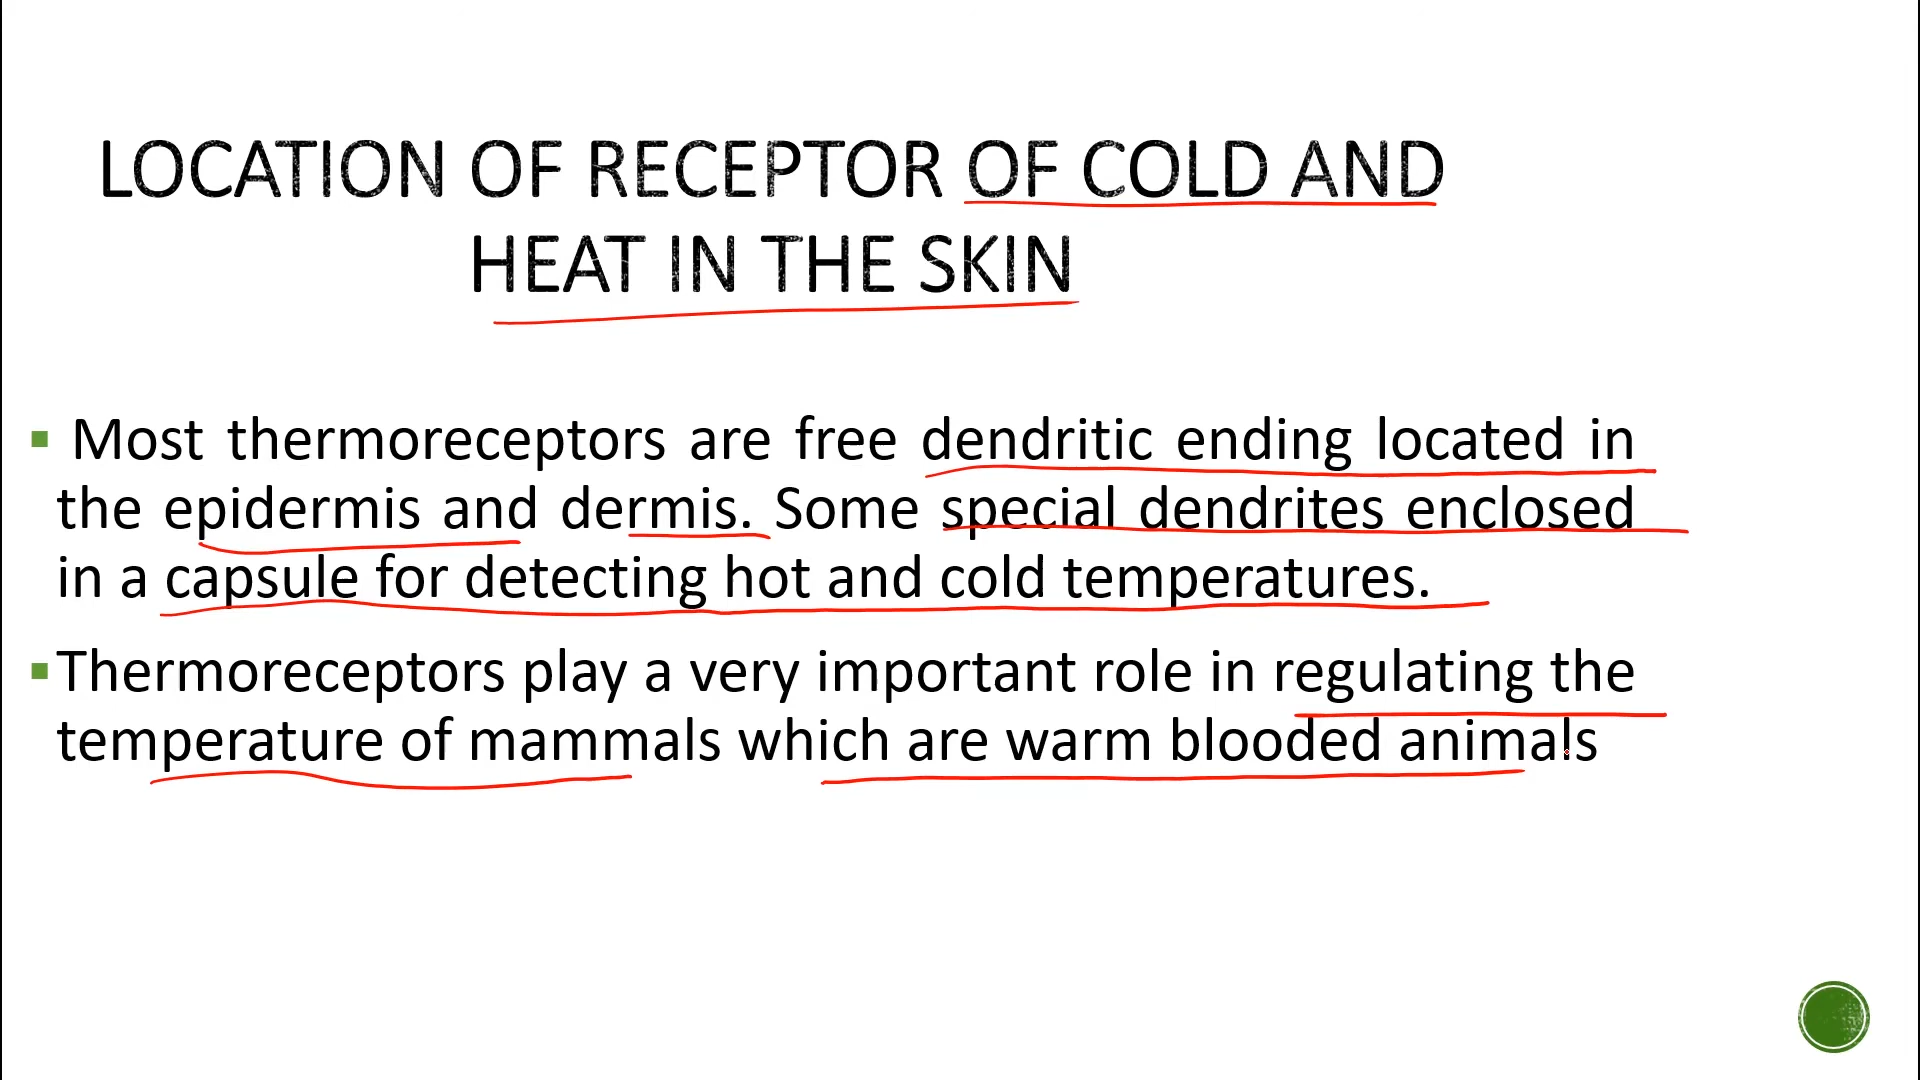 LOCATION OF RECEPTOR OF COLD AND
HEAT IN THE SKIN
▪ Most thermoreceptors are free dendritic ending located in
the epidermis and dermis. Some special dendrites enclosed
in a capsule for detecting hot and cold temperatures.
▪ Thermoreceptors play a very important role in regulating the
temperature of mammals which are warm blooded animals